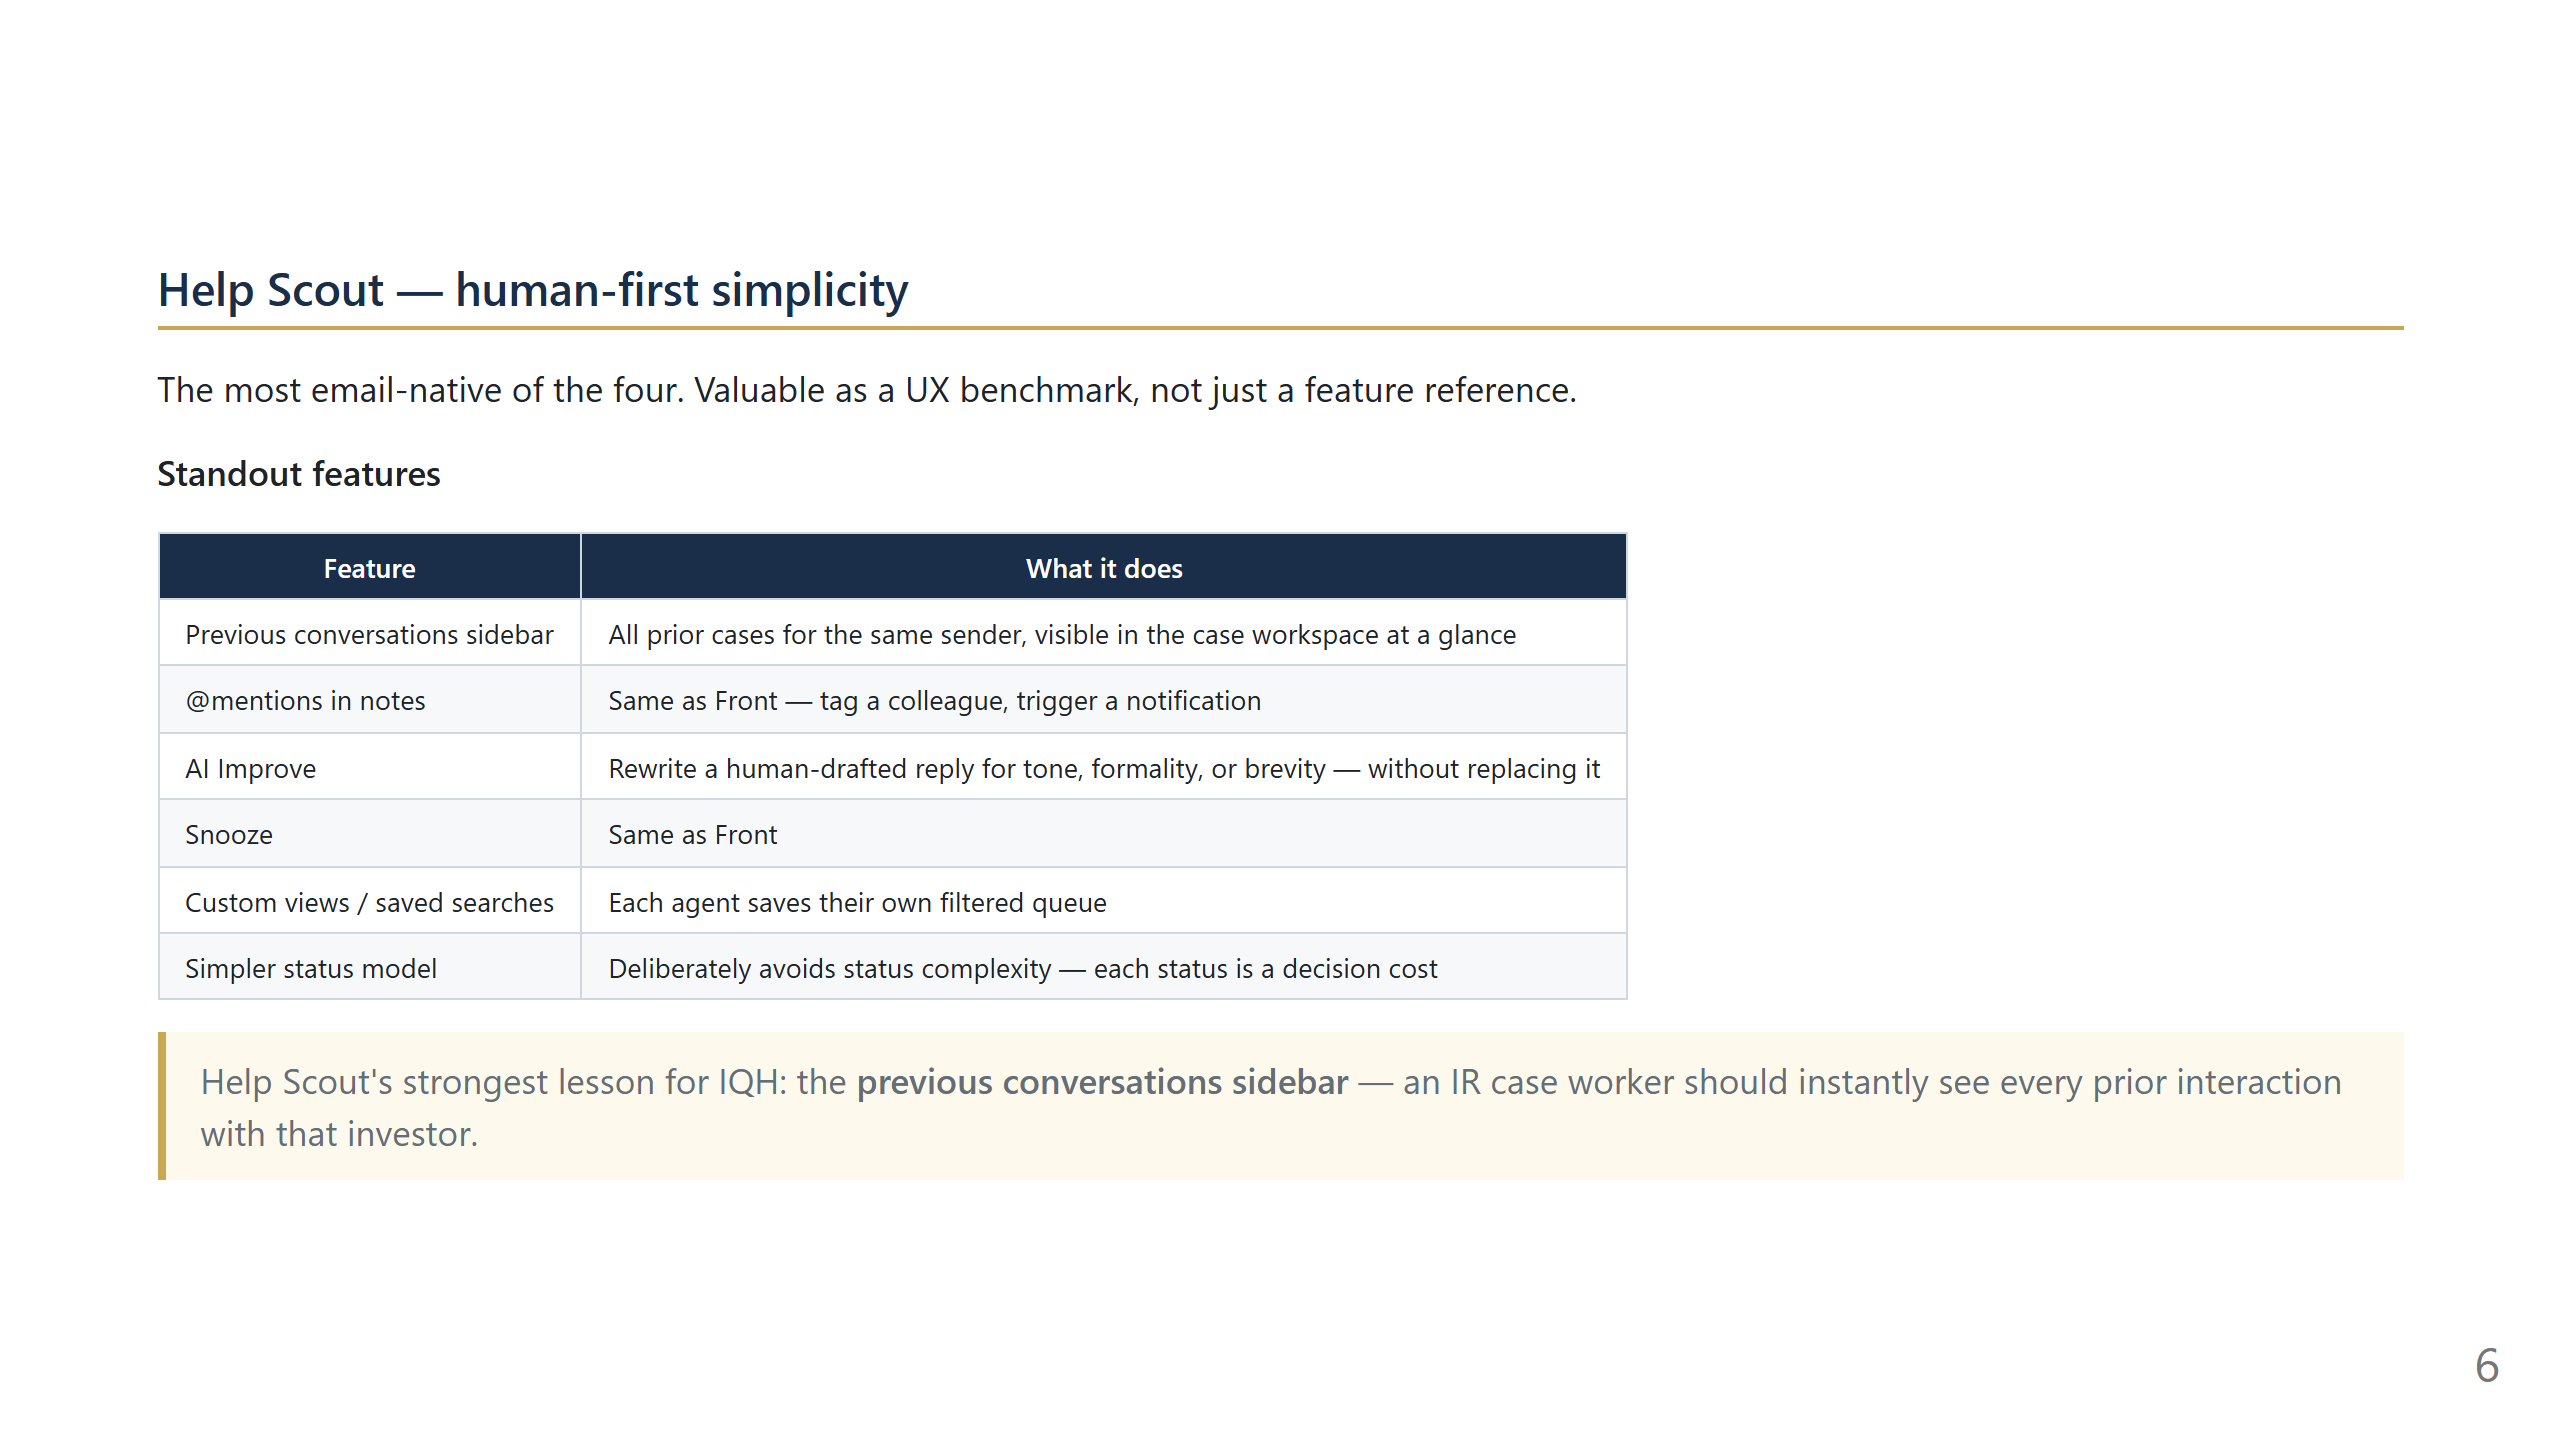 Help Scout — human-first simplicity
The most email-native of the four. Valuable as a UX benchmark, not just a feature reference.
Standout features
Feature What it does
Previous conversations sidebar All prior cases for the same sender, visible in the case workspace at a glance
@mentions in notes Same as Front — tag a colleague, trigger a notification
AI Improve Rewrite a human-drafted reply for tone, formality, or brevity — without replacing it
Snooze Same as Front
Custom views / saved searches Each agent saves their own filtered queue
Simpler status model Deliberately avoids status complexity — each status is a decision cost
Help Scout's strongest lesson for IQH: the previous conversations sidebar — an IR case worker should instantly see every prior interaction
with that investor.
6